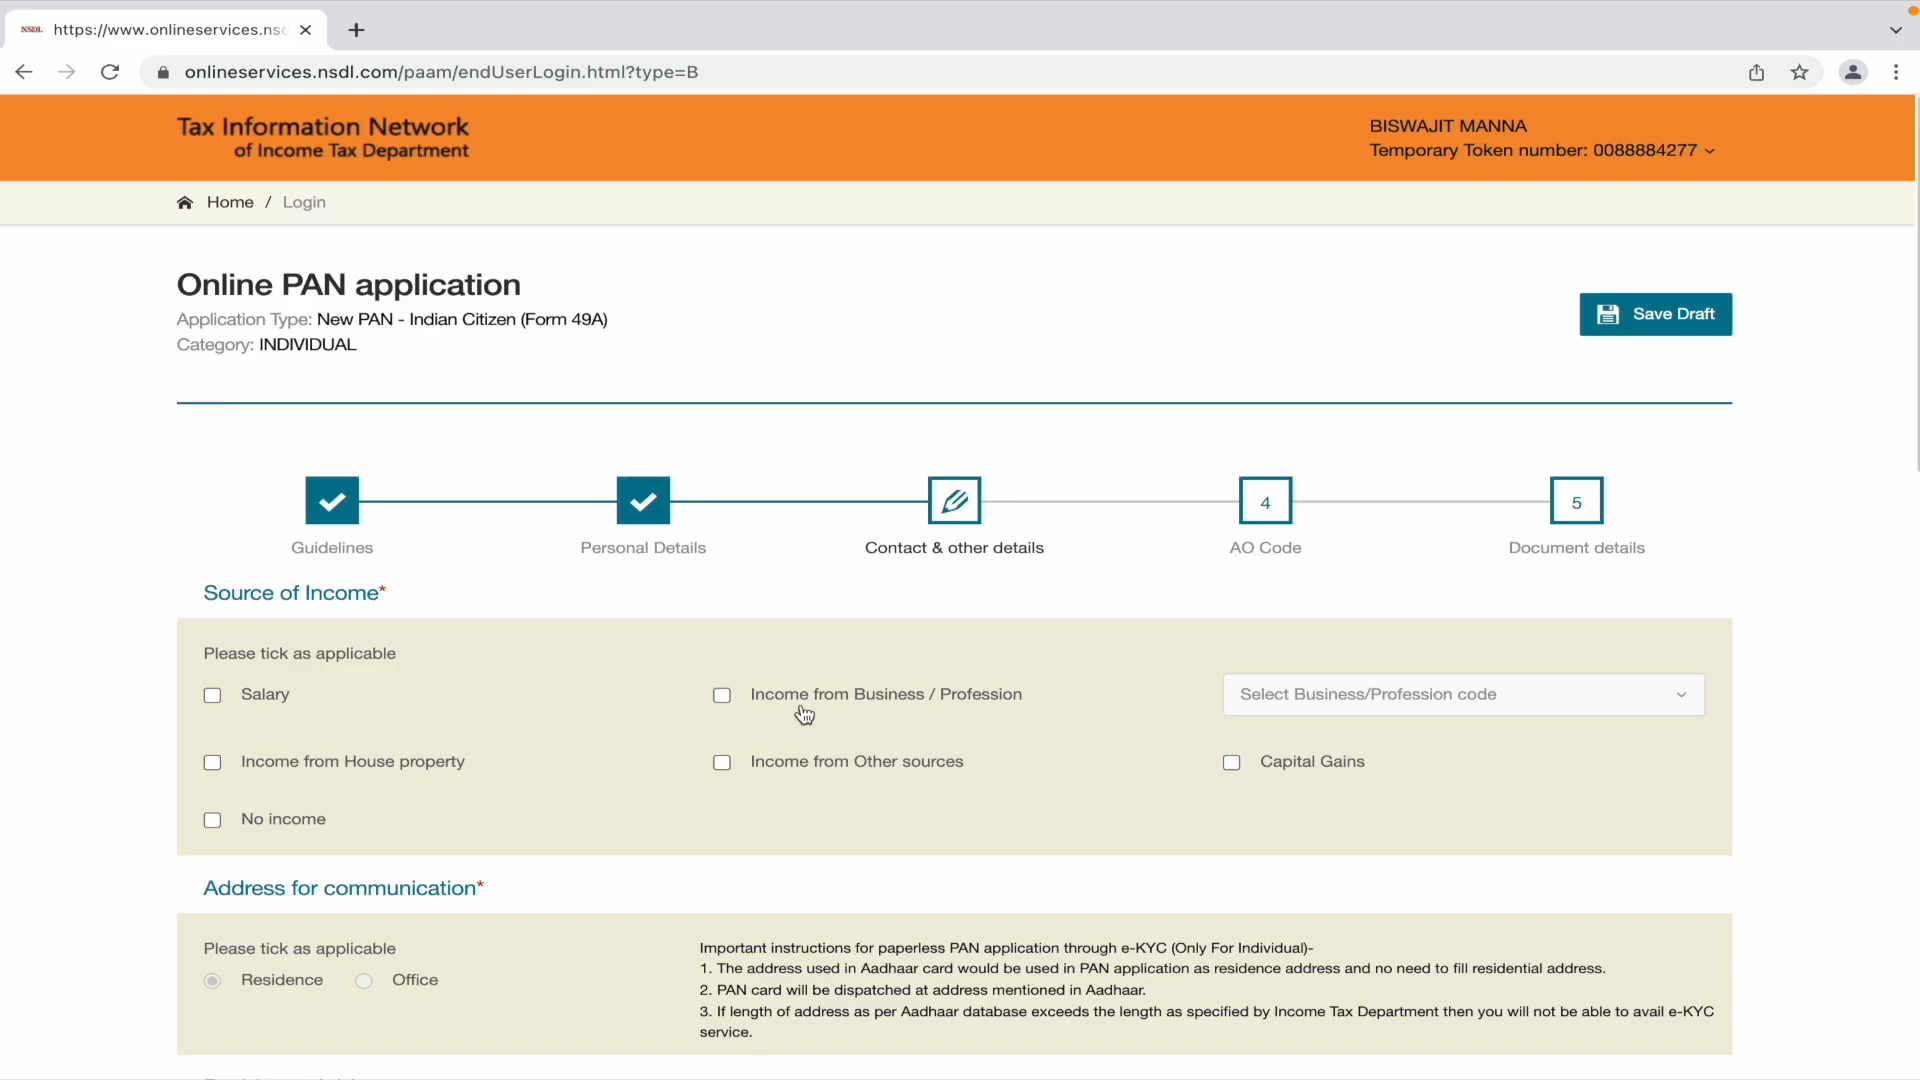 NSDL https://www.onlineservices.nsd
onlineservices.nsdl.com/paam/endUserLogin.html?type=B
Tax Information Network
of Income Tax Department
BISWAJIT MANNA
Temporary Token number: 0088884277
Home / Login
Online PAN application
Application Type: New PAN - Indian Citizen (Form 49A)
Category: INDIVIDUAL
Save Draft
4
5
Guidelines
Personal Details
Contact & other details
AO Code
Document details
Source of Income*
Please tick as applicable
Salary
Income from Business / Profession
Select Business/Profession code
Income from House property
Income from Other sources
Capital Gains
No income
Address for communication*
Please tick as applicable
Residence
Office
Important instructions for paperless PAN application through e-KYC (Only For Individual)-
1. The address used in Aadhaar card would be used in PAN application as residence address and no need to fill residential address.
2. PAN card will be dispatched at address mentioned in Aadhaar.
3. If length of address as per Aadhaar database exceeds the length as specified by Income Tax Department then you will not be able to avail e-KYC
service.